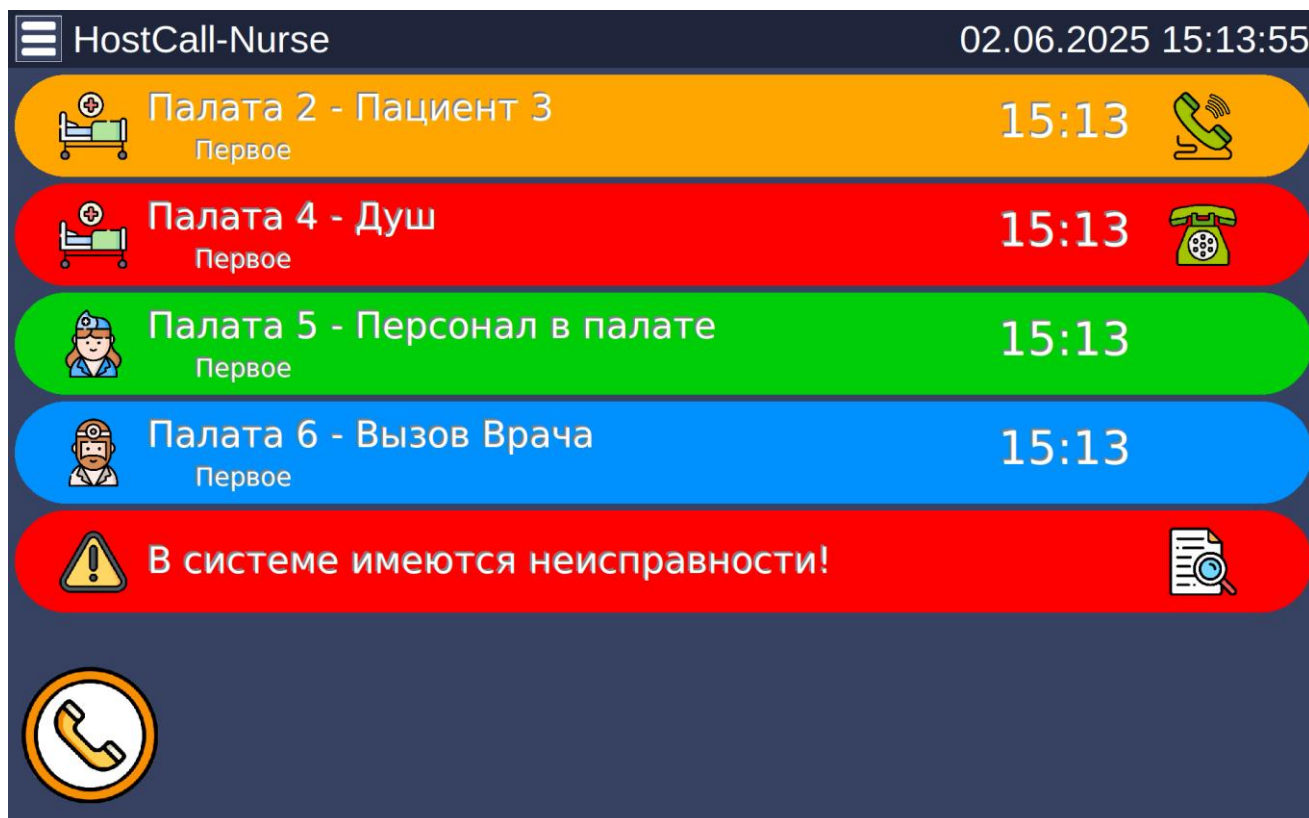 HostCall-Nurse 02.06.2025 15:13:55
Палата 2 - Пациент 3 15:13
Первое
Палата 4 - Душ 15:13
Первое
Палата 5 - Персонал в палате 15:13
Первое
Палата 6 - Вызов Врача 15:13
Первое
В системе имеются неисправности!